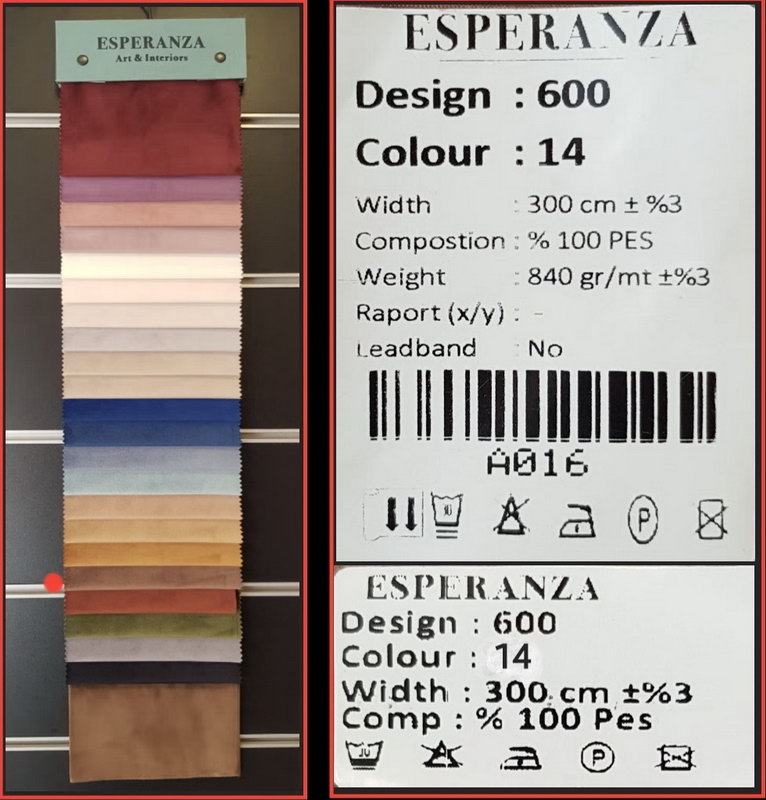 ESPERANZA
Art & Interiors
ESPERANZA
Design : 600
Colour : 14
Width : 300 cm ± %3
Compostion : % 100 PES
Weight : 840 gr/mt ±%3
Raport (x/y) : -
Leadband : No
A016
P
ESPERANZA
Design : 600
Colour : 14
Width : 300 cm ±%3
Comp : % 100 Pes
P